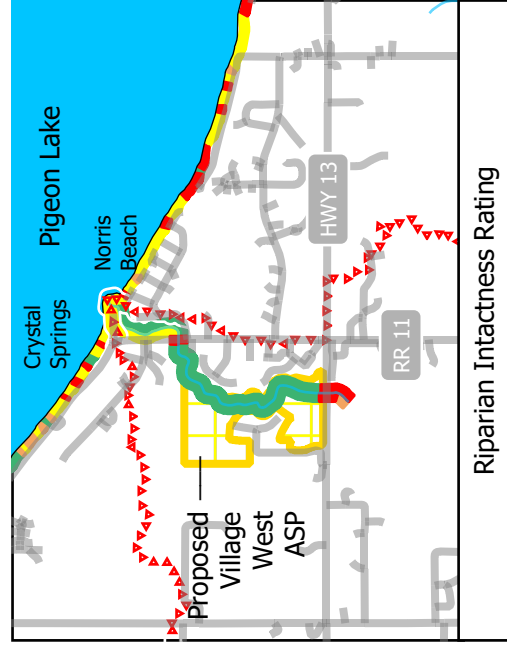 Pigeon Lake
Crystal
Springs
Norris
Beach
HWY 13
RR 11
Proposed
Village
West
ASP
Riparian Intactness Rating